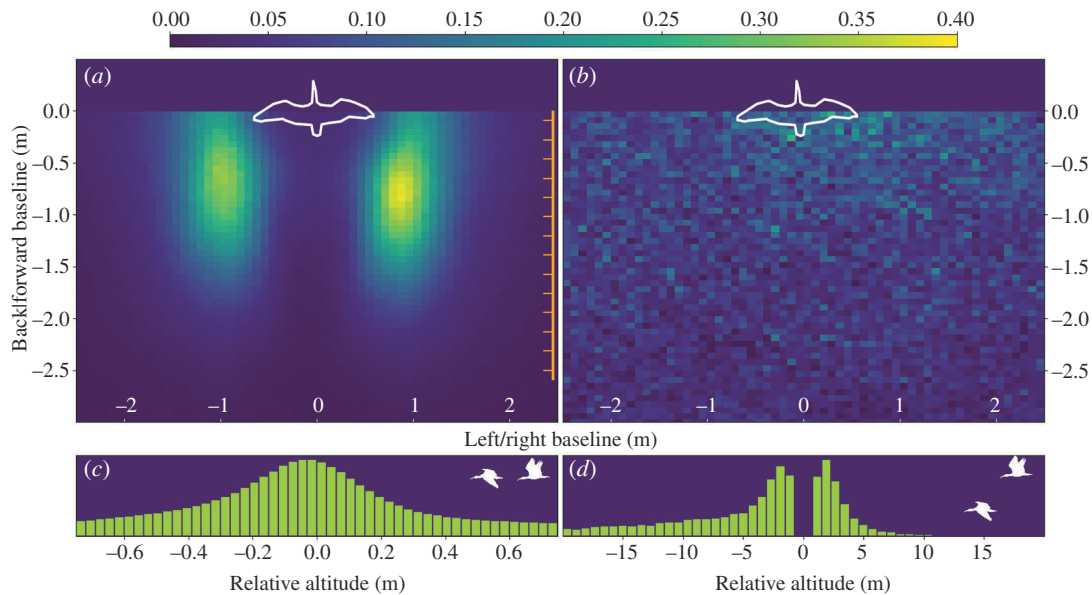 0.00 0.05 0.10 0.15 0.20 0.25 0.30 0.35 0.40
(a) (b)
0.0 0.0
–0.5 –0.5
–1.0 –1.0
–1.5 –1.5
–2.0 –2.0
–2.5 –2.5
Back|forward baseline (m)
–2 –1 0 1 2 –2 –1 0 1 2
Left/right baseline (m)
(c) (d)
–0.6 –0.4 –0.2 0.0 0.2 0.4 0.6 –15 –10 –5 0 5 10 15
Relative altitude (m) Relative altitude (m)